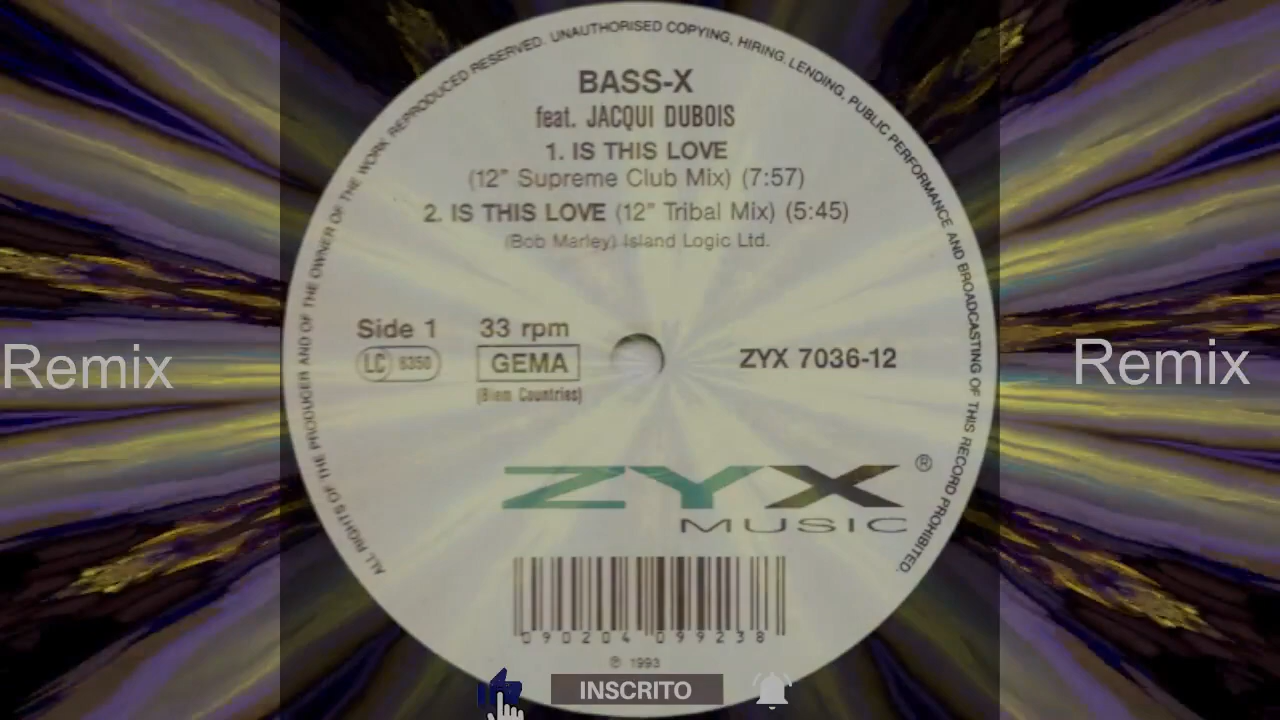 ALL RIGHTS OF THE PRODUCER AND OF THE OWNER OF THE WORK REPRODUCED RESERVED. UNAUTHORISED COPYING, HIRING, LENDING, PUBLIC PERFORMANCE AND BROADCASTING OF THIS RECORD PROHIBITED.
BASS-X
feat. JACQUI DUBOIS
1. IS THIS LOVE
(12" Supreme Club Mix) (7:57)
2. IS THIS LOVE (12" Tribal Mix) (5:45)
(Bob Marley) Island Logic Ltd.
Side 1 33 rpm
Remix
LC 6350
GEMA
(Biem Countries)
ZYX 7036-12
Remix
ZYX ®
MUSIC
090204 099238
℗ 1993
INSCRITO